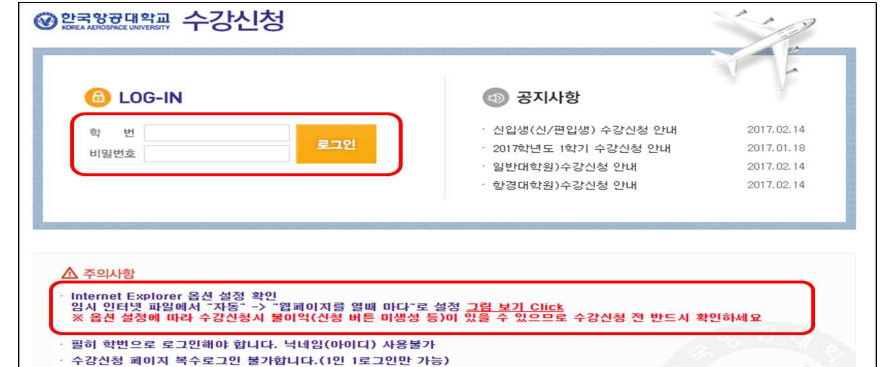 한국항공대학교 수강신청
KOREA AEROSPACE UNIVERSITY
LOG-IN
학 번
비밀번호
로그인
공지사항
· 신입생(신/편입생) 수강신청 안내 2017.02.14
· 2017학년도 1학기 수강신청 안내 2017.01.18
· 일반대학원)수강신청 안내 2017.02.14
· 항경대학원)수강신청 안내 2017.02.14
주의사항
· Internet Explorer 옵션 설정 확인
임시 인터넷 파일에서 "자동" -> "웹페이지를 열때 마다"로 설정 그림 보기 Click
※ 옵션 설정에 따라 수강신청시 불이익(신청 버튼 미생성 등)이 있을 수 있으므로 수강신청 전 반드시 확인하세요
· 필히 학번으로 로그인해야 합니다. 닉네임(아이디) 사용불가
· 수강신청 페이지 복수로그인 불가합니다.(1인 1로그인만 가능)